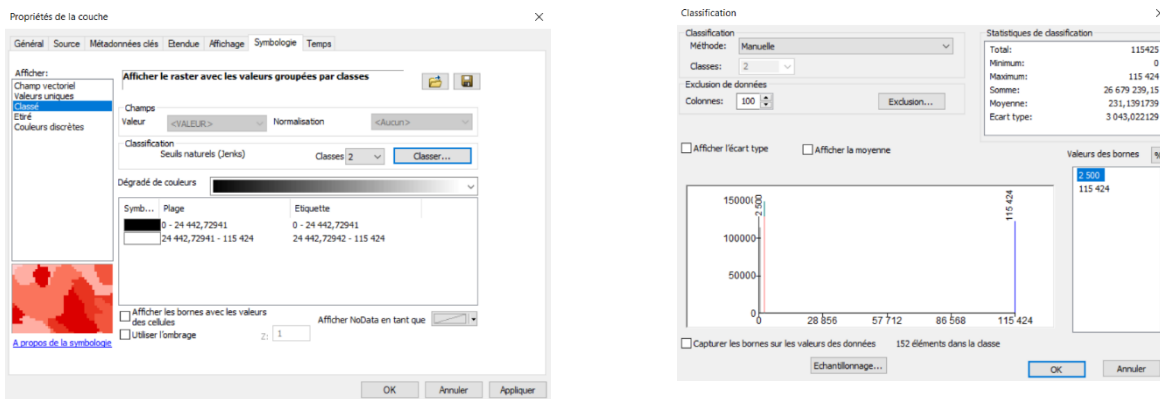 Propriétés de la couche
Général Source Métadonnées clés Etendue Affichage Symbologie Temps
Afficher:
Champ vectoriel
Valeurs uniques
Classé
Etiré
Couleurs discrètes
A propos de la symbologie
Afficher le raster avec les valeurs groupées par classes
Champs
Valeur <VALEUR> Normalisation <Aucun>
Classification
Seuils naturels (Jenks) Classes 2 Classer...
Dégradé de couleurs
Symb... Plage Etiquette
0 - 24 442,72941 0 - 24 442,72941
24 442,72941 - 115 424 24 442,72942 - 115 424
Afficher les bornes avec les valeurs
des cellules
Afficher NoData en tant que
Utiliser l'ombrage Z: 1
OK Annuler Appliquer
Classification
Classification
Méthode: Manuelle
Classes: 2
Exclusion de données
Colonnes: 100 Exclusion...
Statistiques de classification
Total: 115425
Minimum: 0
Maximum: 115 424
Somme: 26 679 239,15
Moyenne: 231,1391739
Ecart type: 3 043,022129
Afficher l'écart type Afficher la moyenne
Valeurs des bornes %
2 500
115 424
150000
100000
50000
0
2 500
115 424
0 28 856 57 712 86 568 115 424
Capturer les bornes sur les valeurs des données 152 éléments dans la classe
Echantillonnage...
OK Annuler